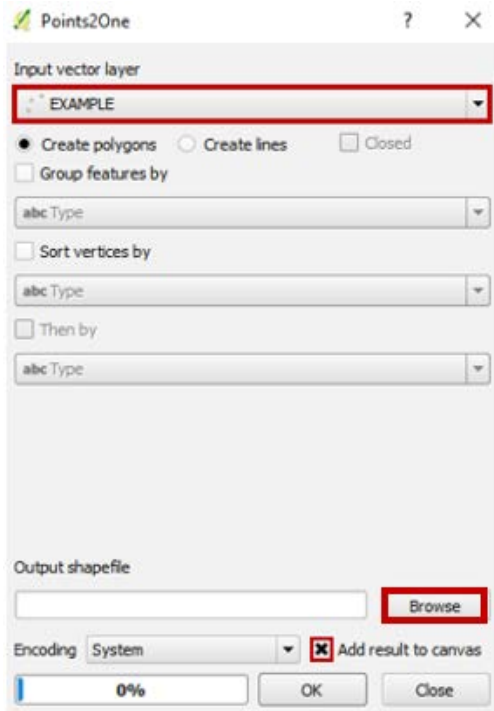 Points2One ?
Input vector layer
EXAMPLE
Create polygons Create lines Closed
Group features by
abc Type
Sort vertices by
abc Type
Then by
abc Type
Output shapefile
Browse
Encoding System Add result to canvas
0% OK Close